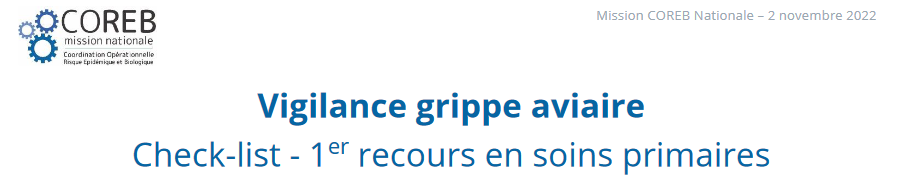 COREB
mission nationale
Coordination Opérationnelle
Risque Epidémique et Biologique
Mission COREB Nationale – 2 novembre 2022
Vigilance grippe aviaire
Check-list - 1er recours en soins primaires